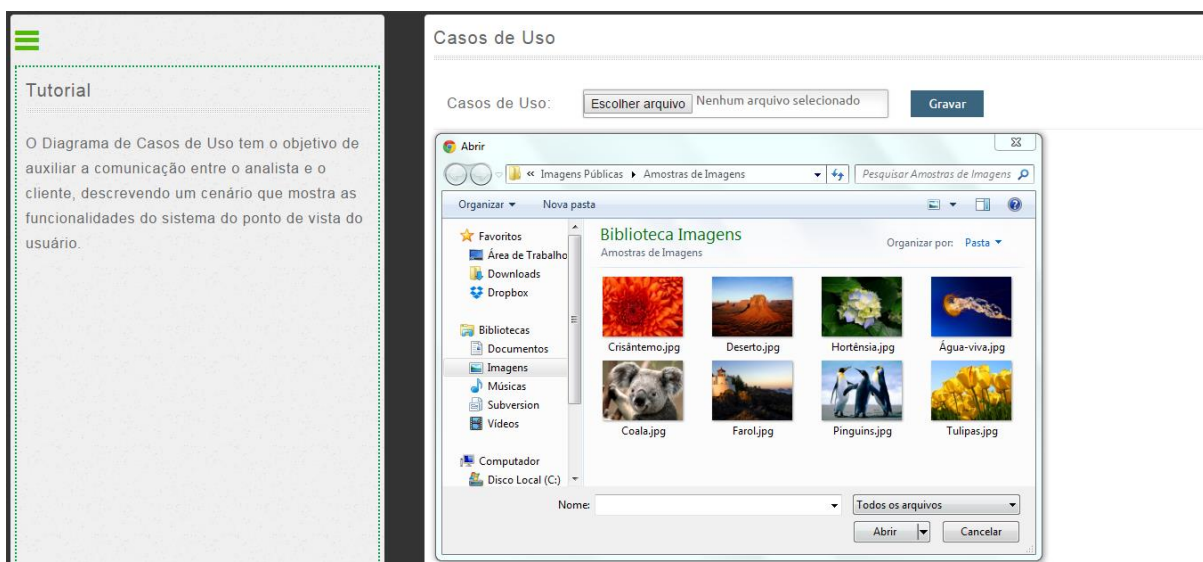 Tutorial
O Diagrama de Casos de Uso tem o objetivo de
auxiliar a comunicação entre o analista e o
cliente, descrevendo um cenário que mostra as
funcionalidades do sistema do ponto de vista do
usuário.
Casos de Uso
Casos de Uso: Escolher arquivo Nenhum arquivo selecionado Gravar
Abrir
« Imagens Públicas Amostras de Imagens Pesquisar Amostras de Imagens
Organizar Nova pasta
Favoritos
Área de Trabalho
Downloads
Dropbox
Bibliotecas
Documentos
Imagens
Músicas
Subversion
Vídeos
Computador
Disco Local (C:)
Biblioteca Imagens
Amostras de Imagens
Organizar por: Pasta
Crisântemo.jpg Deserto.jpg Hortênsia.jpg Água-viva.jpg
Coala.jpg Farol.jpg Pinguins.jpg Tulipas.jpg
Nome: Todos os arquivos
Abrir Cancelar